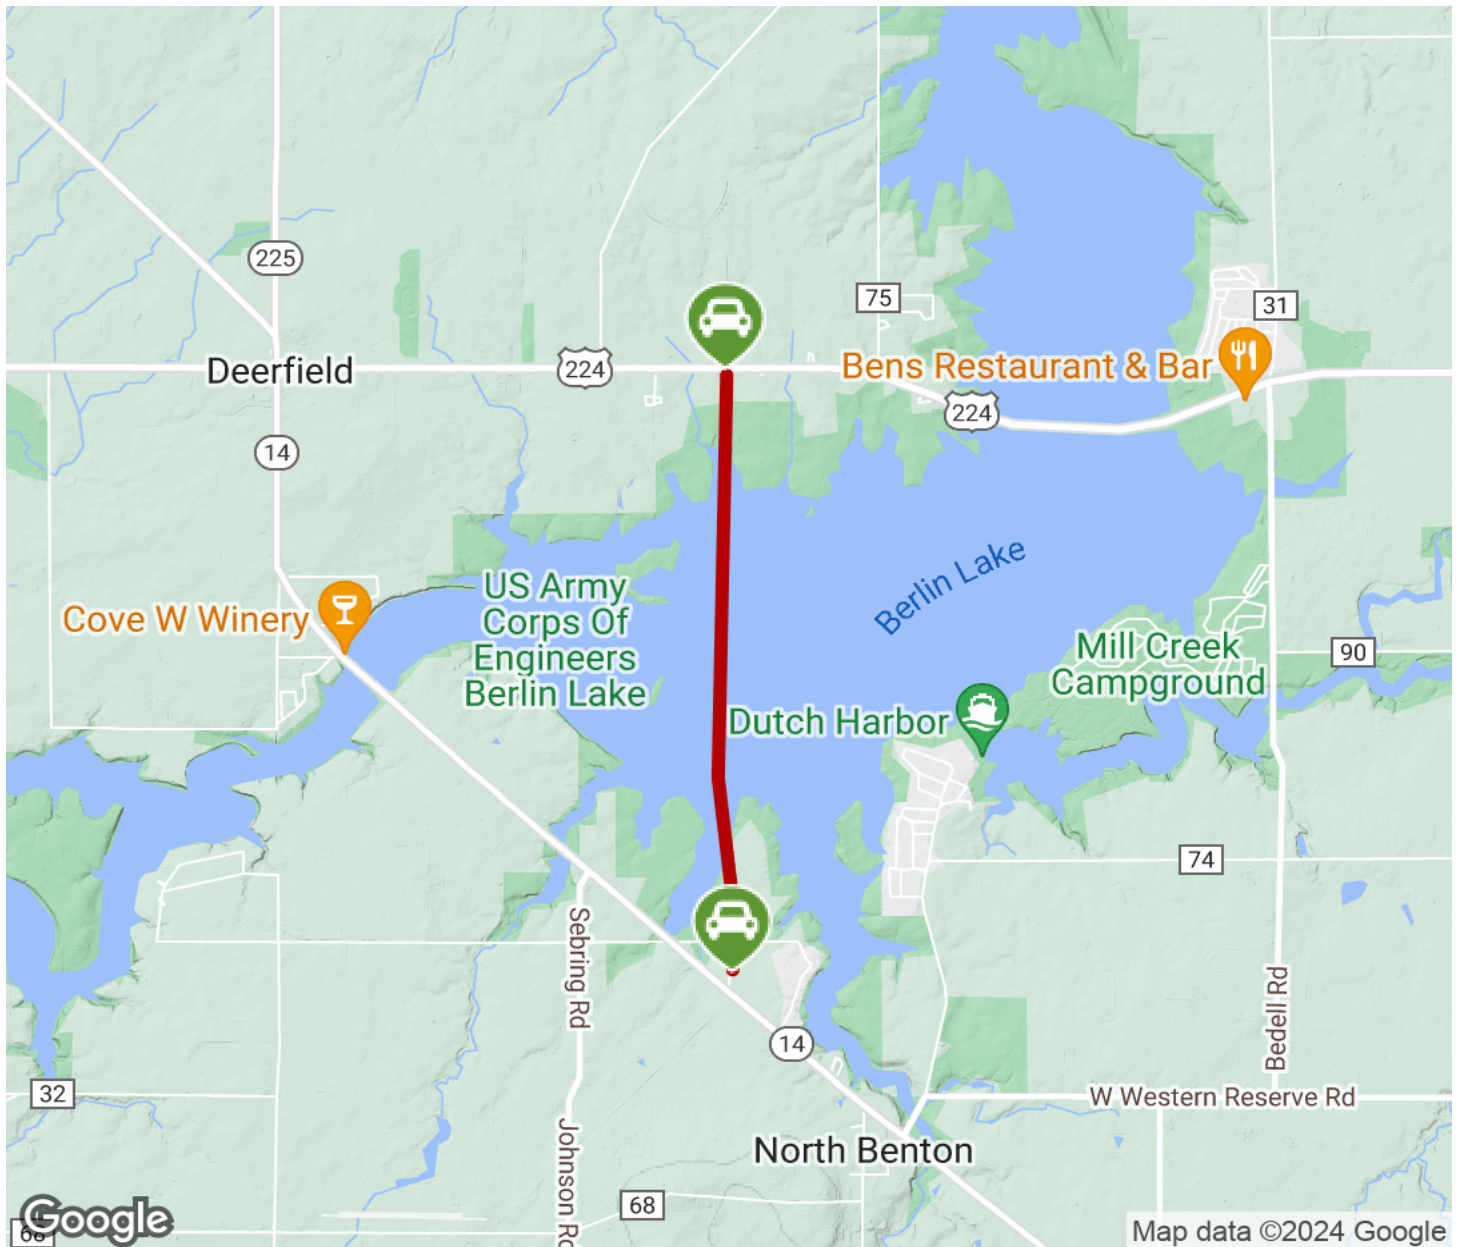 225
75
31
Deerfield
224
Bens Restaurant & Bar
224
14
Berlin Lake
US Army
Corps Of
Engineers
Berlin Lake
Cove W Winery
Mill Creek
Campground
90
Dutch Harbor
74
Sebring Rd
Bedell Rd
14
32
W Western Reserve Rd
Johnson Rd
North Benton
68
68
Google
Map data ©2024 Google